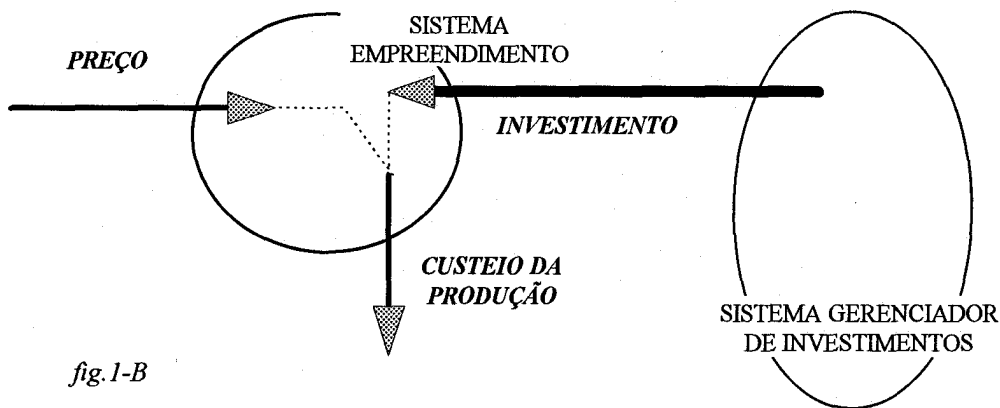 SISTEMA
EMPREENDIMENTO
PREÇO
INVESTIMENTO
CUSTEIO DA
PRODUÇÃO
SISTEMA GERENCIADOR
DE INVESTIMENTOS
fig.1-B